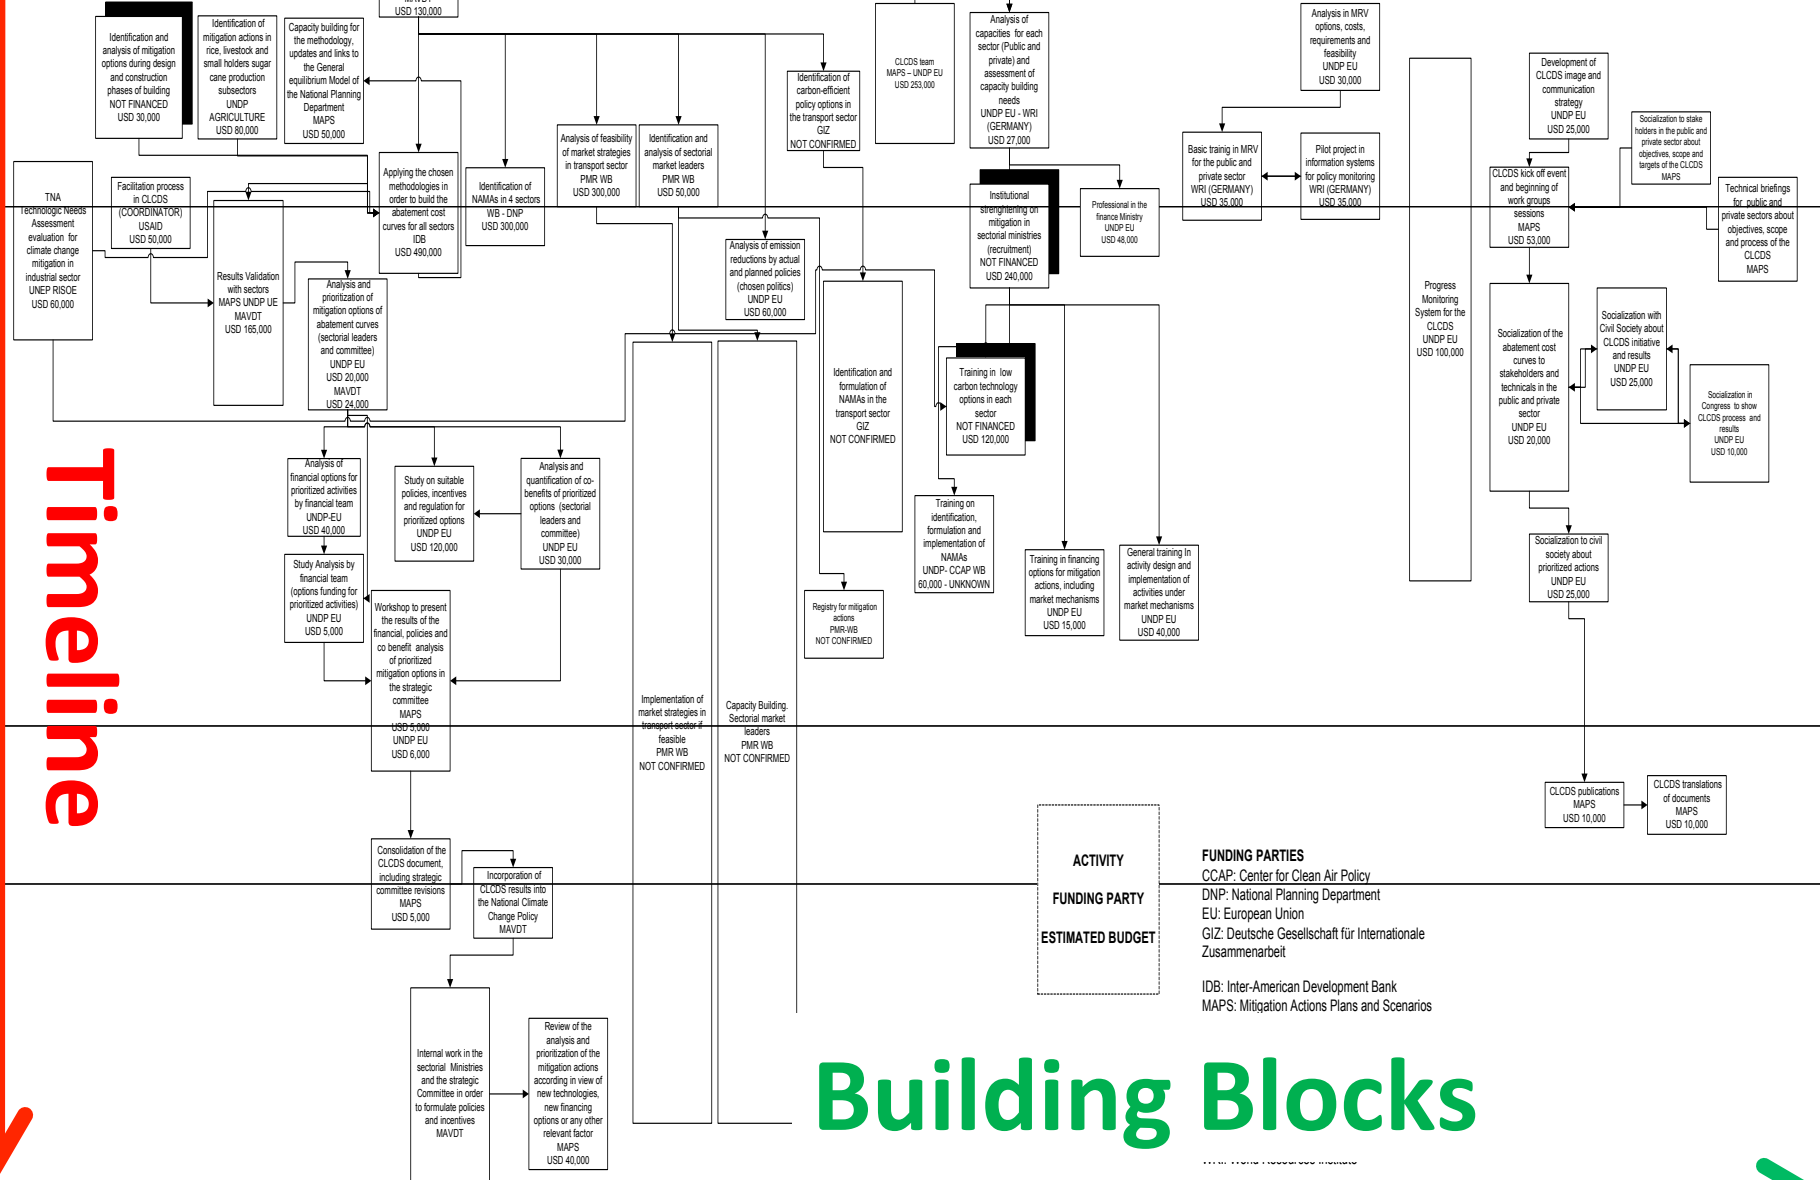 MAVDT
USD 130,000
Identification and
analysis of mitigation
options during design
and construction
phases of building
NOT FINANCED
USD 30,000
Identification of
mitigation actions in
rice, livestock and
small holders sugar
cane production
subsectors
UNDP
AGRICULTURE
USD 80,000
Capacity building for
the methodology,
updates and links to
the General
equilibrium Model of
the National Planning
Department
MAPS
USD 50,000
Identification of
carbon-efficient
policy options in
the transport sector
GIZ
NOT CONFIRMED
CLCDS team
MAPS – UNDP EU
USD 253,000
Analysis of
capacities for each
sector (Public and
private) and
assessment of
capacity building
needs
UNDP EU - WRI
(GERMANY)
USD 27,000
Analysis in MRV
options, costs,
requirements and
feasibility
UNDP EU
USD 30,000
Development of
CLCDS image and
communication
strategy
UNDP EU
USD 25,000
Socialization to stake
holders in the public and
private sector about
objectives, scope and
targets of the CLCDS
MAPS
TNA
Technologic Needs
Assessment
evaluation for
climate change
mitigation in
industrial sector
UNEP RISOE
USD 60,000
Facilitation process
in CLCDS
(COORDINATOR)
USAID
USD 50,000
Results Validation
with sectors
MAPS UNDP UE
MAVDT
USD 165,000
Applying the chosen
methodologies in
order to build the
abatement cost
curves for all sectors
IDB
USD 490,000
Identification of
NAMAs in 4 sectors
WB - DNP
USD 300,000
Analysis of feasibility
of market strategies
in transport sector
PMR WB
USD 300,000
Identification and
analysis of sectorial
market leaders
PMR WB
USD 50,000
Analysis of emission
reductions by actual
and planned policies
(chosen politics)
UNDP EU
USD 60,000
Institutional
strenghtening on
mitigation in
sectorial ministries
(recruitment)
NOT FINANCED
USD 240,000
Professional in the
finance Ministry
UNDP EU
USD 48,000
Basic trainig in MRV
for the public and
private sector
WRI (GERMANY)
USD 35,000
Pilot project in
information systems
for policy monitoring
WRI (GERMANY)
USD 35,000
Progress
Monitoring
System for the
CLCDS
UNDP EU
USD 100,000
CLCDS kick off event
and beginning of
work groups
sessions
MAPS
USD 53,000
Technical briefings
for public and
private sectors about
objectives, scope
and process of the
CLCDS
MAPS
Analysis and
prioritization of
mitigation options of
abatement curves
(sectorial leaders
and committee)
UNDP EU
USD 20,000
MAVDT
USD 24,000
Identification and
formulation of
NAMAs in the
transport sector
GIZ
NOT CONFIRMED
Training in low
carbon technology
options in each
sector
NOT FINANCED
USD 120,000
Socialization of the
abatement cost
curves to
stakeholders and
technicals in the
public and private
sector
UNDP EU
USD 20,000
Socialization with
Civil Society about
CLCDS initiative
and results
UNDP EU
USD 25,000
Socialization in
Congress to show
CLCDS process and
results
UNDP EU
USD 10,000
Timeline
Analysis of
financial options for
prioritized activities
by financial team
UNDP-EU
USD 40,000
Study on suitable
policies, incentives
and regulation for
prioritized options
UNDP EU
USD 120,000
Analysis and
quantification of co-
benefits of prioritized
options (sectorial
leaders and
committee)
UNDP EU
USD 30,000
Training on
identification,
formulation and
implementation of
NAMAs
UNDP- CCAP WB
60,000 - UNKNOWN
Training in financing
options for mitigation
actions, including
market mechanisms
UNDP EU
USD 15,000
General training In
activity design and
implementation of
activities under
market mechanisms
UNDP EU
USD 40,000
Socialization to civil
society about
prioritized actions
UNDP EU
USD 25,000
Study Analysis by
financial team
(options funding for
prioritized activities)
UNDP EU
USD 5,000
Workshop to present
the results of the
financial, policies and
co benefit analysis
of prioritized
mitigation options in
the strategic
committee
MAPS
USD 5,000
UNDP EU
USD 6,000
Registry for mitigation
actions
PMR-WB
NOT CONFIRMED
Implementation of
market strategies in
transport sector if
feasible
PMR WB
NOT CONFIRMED
Capacity Building.
Sectorial market
leaders
PMR WB
NOT CONFIRMED
CLCDS publications
MAPS
USD 10,000
CLCDS translations
of documents
MAPS
USD 10,000
Consolidation of the
CLCDS document,
including strategic
committee revisions
MAPS
USD 5,000
Incorporation of
CLCDS results into
the National Climate
Change Policy
MAVDT
ACTIVITY
FUNDING PARTY
ESTIMATED BUDGET
FUNDING PARTIES
CCAP: Center for Clean Air Policy
DNP: National Planning Department
EU: European Union
GIZ: Deutsche Gesellschaft für Internationale
Zusammenarbeit
IDB: Inter-American Development Bank
MAPS: Mitigation Actions Plans and Scenarios
Internal work in the
sectorial Ministries
and the strategic
Committee in order
to formulate policies
and incentives
MAVDT
Review of the
analysis and
prioritization of the
mitigation actions
according in view of
new technologies,
new financing
options or any other
relevant factor
MAPS
USD 40,000
Building Blocks